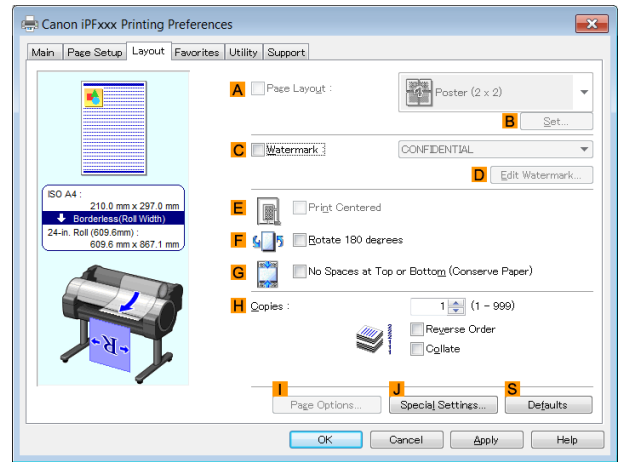 Canon iPFxxx Printing Preferences
Main Page Setup Layout Favorites Utility Support
A Page Layout : Poster (2 x 2)
B Set...
C Watermark : CONFIDENTIAL
D Edit Watermark...
ISO A4 :
210.0 mm x 297.0 mm
Borderless(Roll Width)
24-in. Roll (609.6mm) :
609.6 mm x 867.1 mm
E Print Centered
F 5 5 Rotate 180 degrees
G No Spaces at Top or Bottom (Conserve Paper)
H Copies : 1 (1 - 999)
Reverse Order
Collate
R
I J S
Page Options... Special Settings... Defaults
OK Cancel Apply Help